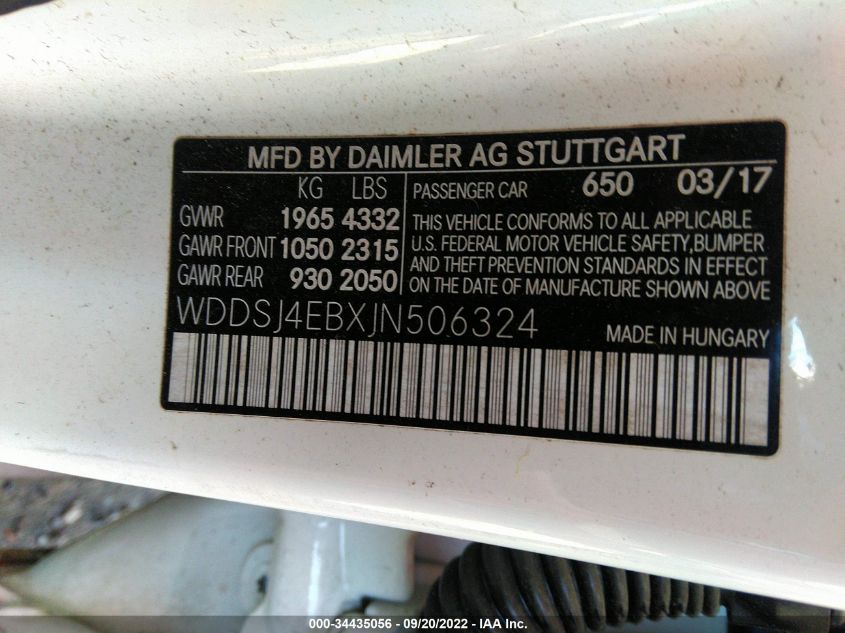 MFD BY DAIMLER AG STUTTGART
KG LBS
GVWR 1965 4332
GAWR FRONT 1050 2315
GAWR REAR 930 2050
PASSENGER CAR 650 03/17
THIS VEHICLE CONFORMS TO ALL APPLICABLE
U.S. FEDERAL MOTOR VEHICLE SAFETY,BUMPER
AND THEFT PREVENTION STANDARDS IN EFFECT
ON THE DATE OF MANUFACTURE SHOWN ABOVE
WDDSJ4EBXJN506324
MADE IN HUNGARY
000-34435056 - 09/20/2022 - IAA Inc.